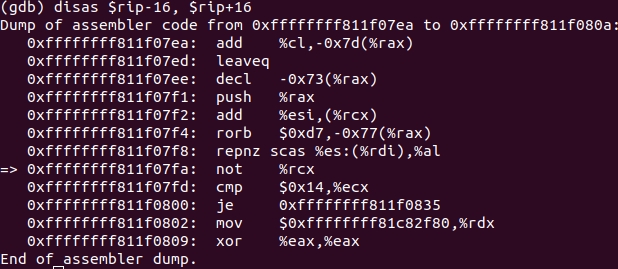 (gdb) disas $rip-16, $rip+16
Dump of assembler code from 0xffffffff811f07ea to 0xffffffff811f080a:
   0xffffffff811f07ea: add    %cl,-0x7d(%rax)
   0xffffffff811f07ed: leaveq
   0xffffffff811f07ee: decl   -0x73(%rax)
   0xffffffff811f07f1: push   %rax
   0xffffffff811f07f2: add    %esi,(%rcx)
   0xffffffff811f07f4: rorb   $0xd7,-0x77(%rax)
   0xffffffff811f07f8: repnz scas %es:(%rdi),%al
=> 0xffffffff811f07fa: not    %rcx
   0xffffffff811f07fd: cmp    $0x14,%ecx
   0xffffffff811f0800: je     0xffffffff811f0835
   0xffffffff811f0802: mov    $0xffffffff81c82f80,%rdx
   0xffffffff811f0809: xor    %eax,%eax
End of assembler dump.